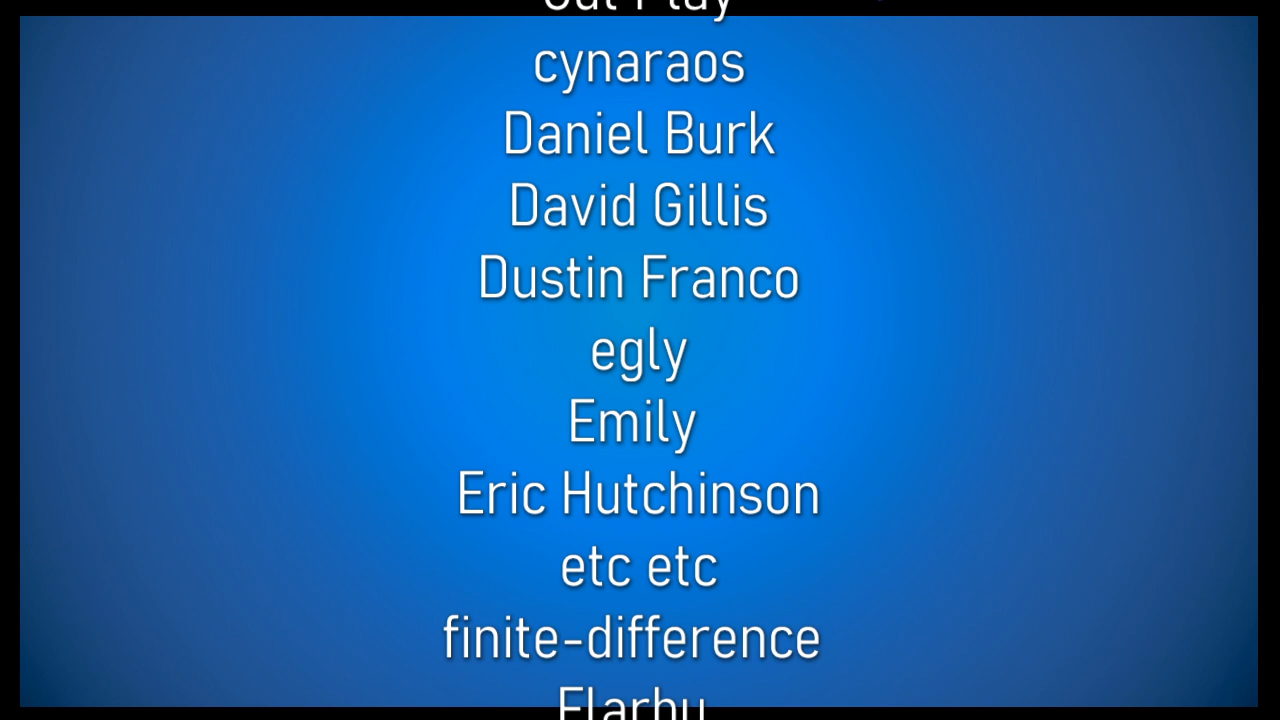 cynaraos
Daniel Burk
David Gillis
Dustin Franco
egly
Emily
Eric Hutchinson
etc etc
finite-difference